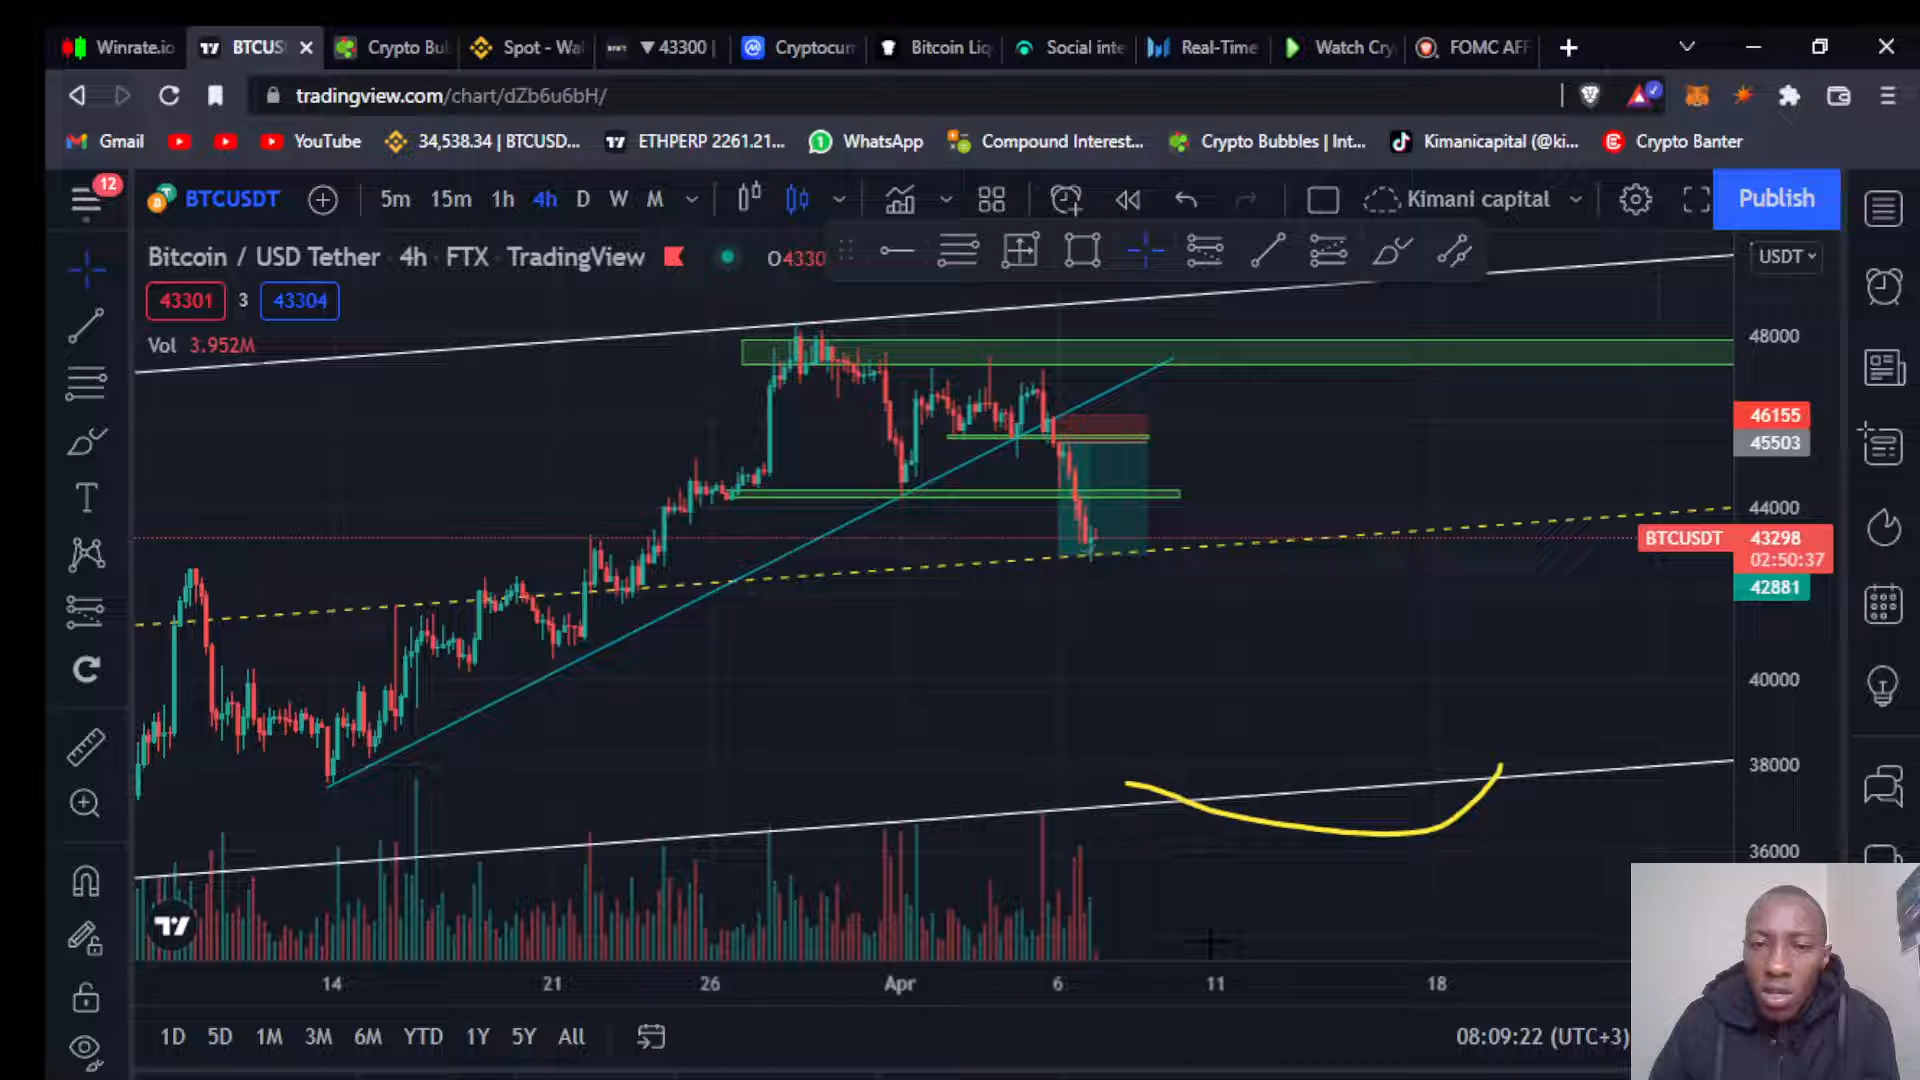 Winrate.io BTCUS Crypto Bu Spot - Wa ▼ 43300 Cryptocur Bitcoin Liq Social inte Real-Time Watch Cry FOMC AFF
tradingview.com/chart/dZb6u6bH/
Gmail YouTube 34,538.34 | BTCUSD... ETHPERP 2261.21... WhatsApp Compound Interest... Crypto Bubbles | Int... Kimanicapital (@ki... Crypto Banter
12
BTCUSDT 5m 15m 1h 4h D W M Kimani capital Publish
Bitcoin / USD Tether 4h FTX TradingView O4330 USDT
43301 3 43304
Vol 3.952M
48000
46155
45503
44000
BTCUSDT 43298
02:50:37
42881
40000
38000
36000
14 21 26 Apr 6 11 18
1D 5D 1M 3M 6M YTD 1Y 5Y All 08:09:22 (UTC+3)